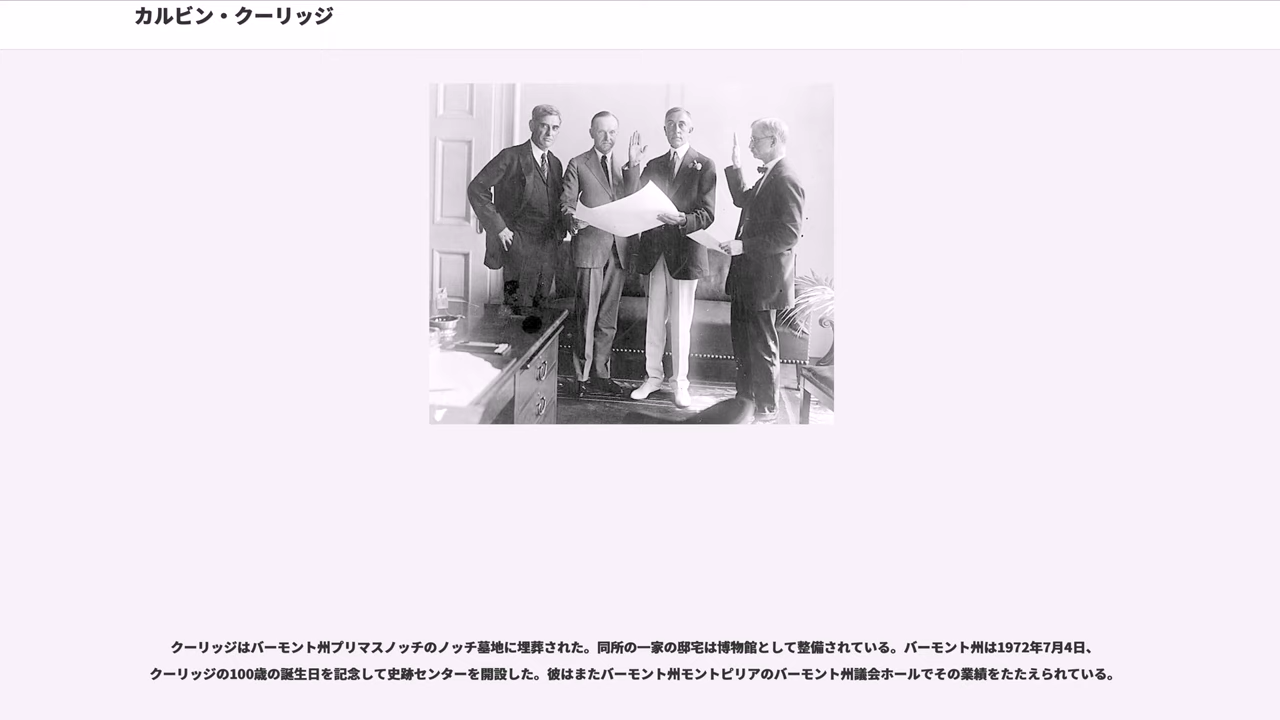 カルビン・クーリッジ
クーリッジはバーモント州プリマスノッチのノッチ墓地に埋葬された。同所の一家の邸宅は博物館として整備されている。バーモント州は1972年7月4日、
クーリッジの100歳の誕生日を記念して史跡センターを開設した。彼はまたバーモント州モントピリアのバーモント州議会ホールでその業績をたたえられている。